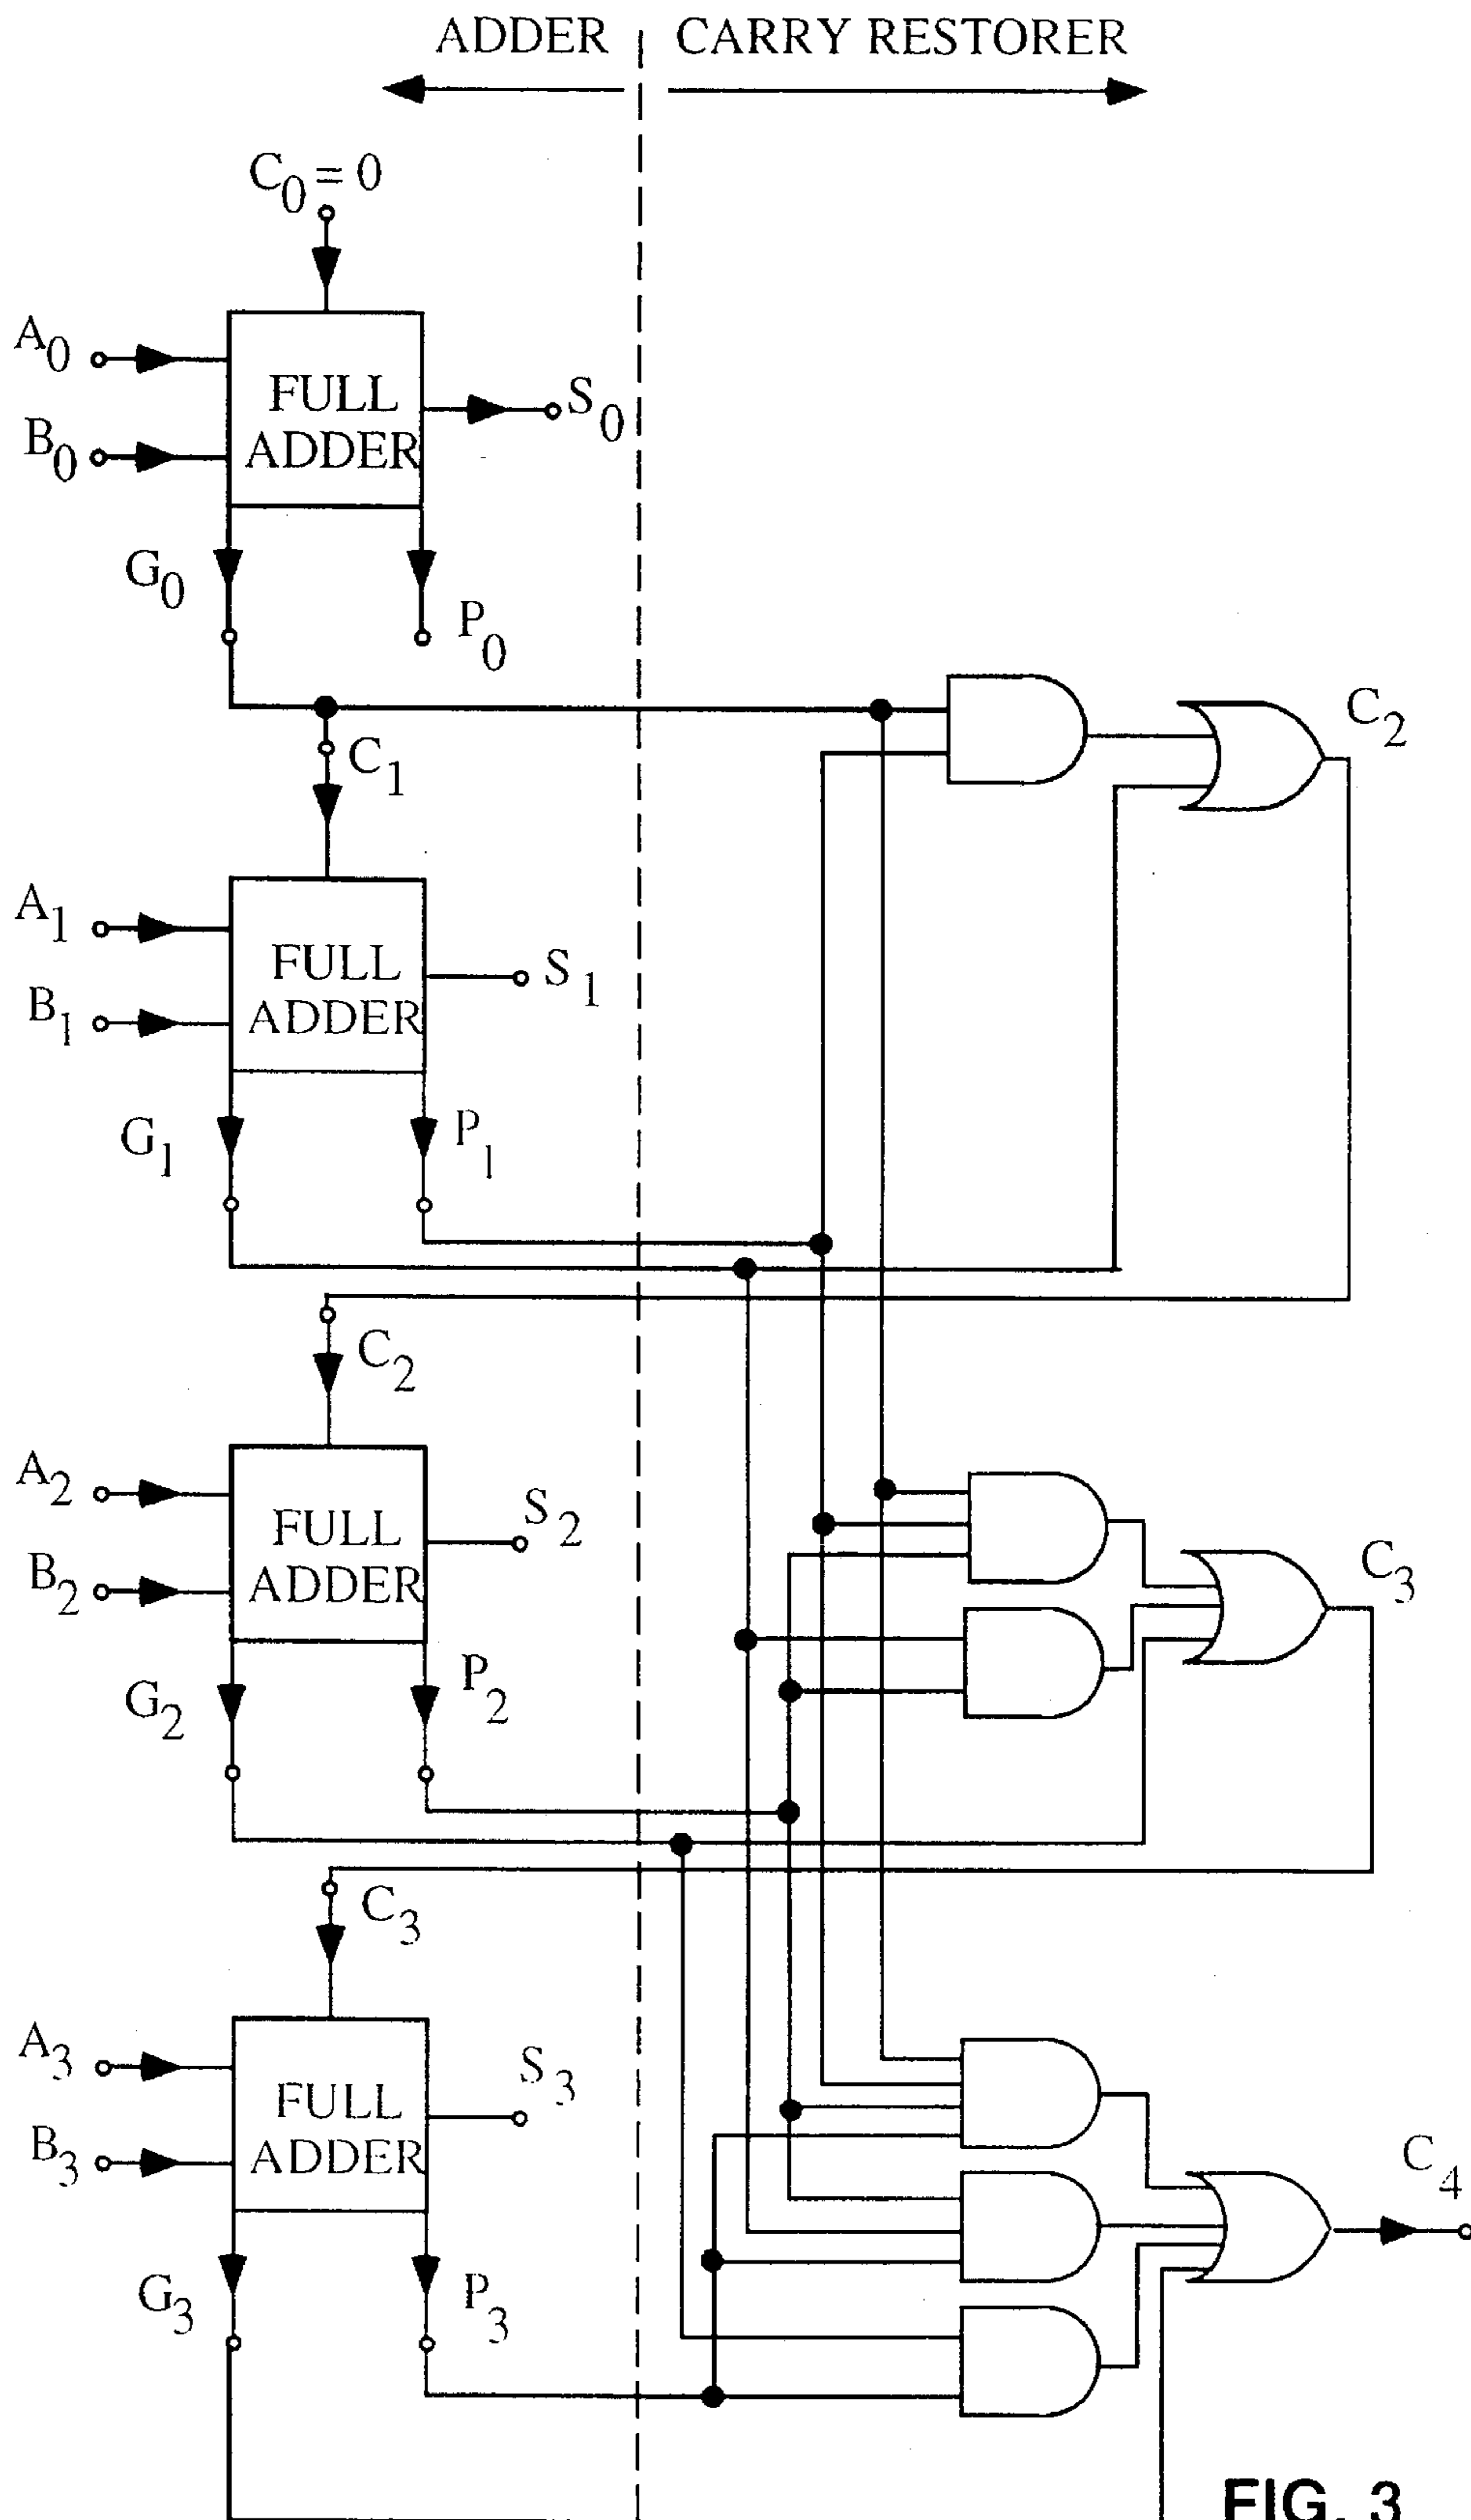 ADDER CARRY RESTORER
C0 = 0
A0
B0
FULL
ADDER
S0
G0
P0
C1
C2
A1
B1
FULL
ADDER
S1
G1
P1
C2
A2
B2
FULL
ADDER
S2
C3
G2
P2
C3
A3
B3
FULL
ADDER
S3
C4
G3
P3
FIG. 3